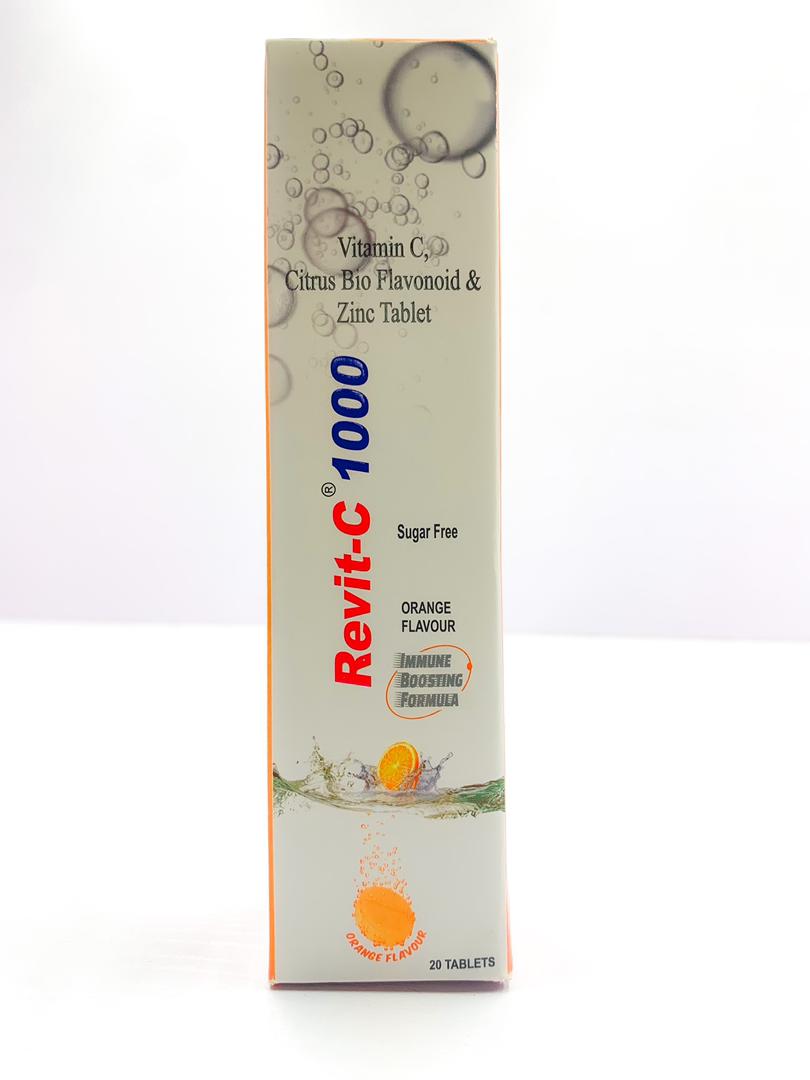 Vitamin C,
Citrus Bio Flavonoid &
Zinc Tablet
Revit-C® 1000
Sugar Free
ORANGE
FLAVOUR
IMMUNE
BOOSTING
FORMULA
ORANGE FLAVOUR
20 TABLETS